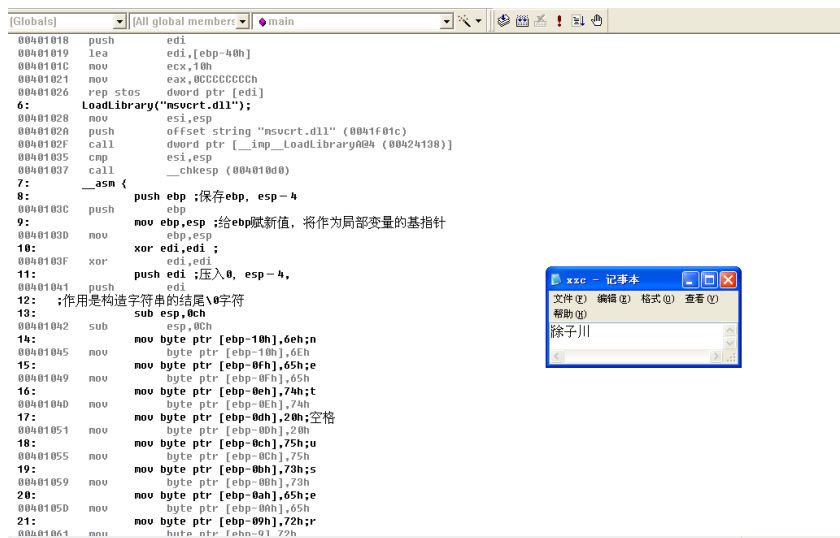 (Globals) [All global members main
00401018 push edi
00401019 lea edi,[ebp-40h]
0040101C mov ecx,10h
00401021 mov eax,0CCCCCCCCh
00401026 rep stos dword ptr [edi]
6: LoadLibrary("msvcrt.dll");
00401028 mov esi,esp
0040102A push offset string "msvcrt.dll" (0041f01c)
0040102F call dword ptr [__imp__LoadLibraryA@4 (00424138)]
00401035 cmp esi,esp
00401037 call __chkesp (004010d0)
7: __asm {
8: push ebp ;保存ebp，esp－4
0040103C push ebp
9: mov ebp,esp ;给ebp赋新值，将作为局部变量的基指针
0040103D mov ebp,esp
10: xor edi,edi ;
0040103F xor edi,edi
11: push edi ;压入0，esp－4,
00401041 push edi
12: ;作用是构造字符串的结尾\0字符
13: sub esp,0ch
00401042 sub esp,0Ch
14: mov byte ptr [ebp-10h],6eh;n
00401045 mov byte ptr [ebp-10h],6Eh
15: mov byte ptr [ebp-0fh],65h;e
00401049 mov byte ptr [ebp-0Fh],65h
16: mov byte ptr [ebp-0eh],74h;t
0040104D mov byte ptr [ebp-0Eh],74h
17: mov byte ptr [ebp-0dh],20h;空格
00401051 mov byte ptr [ebp-0Dh],20h
18: mov byte ptr [ebp-0ch],75h;u
00401055 mov byte ptr [ebp-0Ch],75h
19: mov byte ptr [ebp-0bh],73h;s
00401059 mov byte ptr [ebp-0Bh],73h
20: mov byte ptr [ebp-0ah],65h;e
0040105D mov byte ptr [ebp-0Ah],65h
21: mov byte ptr [ebp-09h],72h;r
00401061 mov byte ptr [ebp-9],72h
xzc - 记事本
文件(F) 编辑(E) 格式(O) 查看(V)
帮助(H)
徐子川